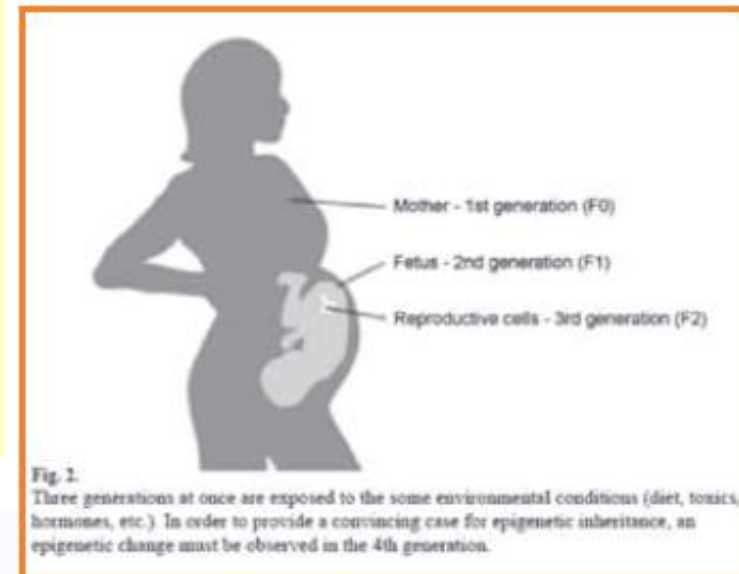 Mother - 1st generation (F0)
Fetus - 2nd generation (F1)
Reproductive cells - 3rd generation (F2)
Fig. 2.
Three generations at once are exposed to the some environmental conditions (diet, toxics,
hormones, etc.). In order to provide a convincing case for epigenetic inheritance, an
epigenetic change must be observed in the 4th generation.